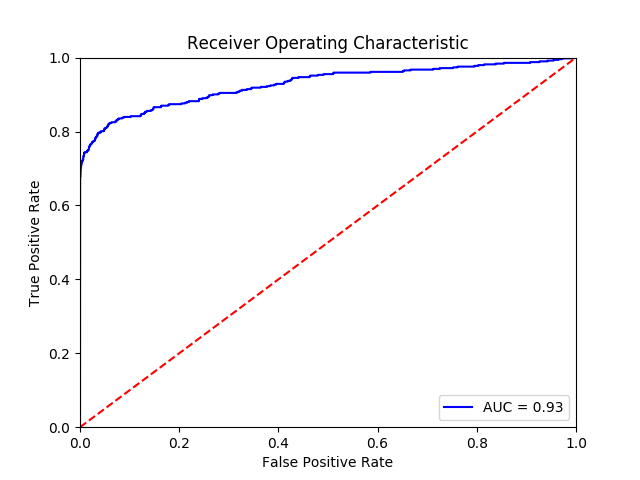 Receiver Operating Characteristic
True Positive Rate
1.0
0.8
0.6
0.4
0.2
0.0
AUC = 0.93
0.0 0.2 0.4 0.6 0.8 1.0
False Positive Rate